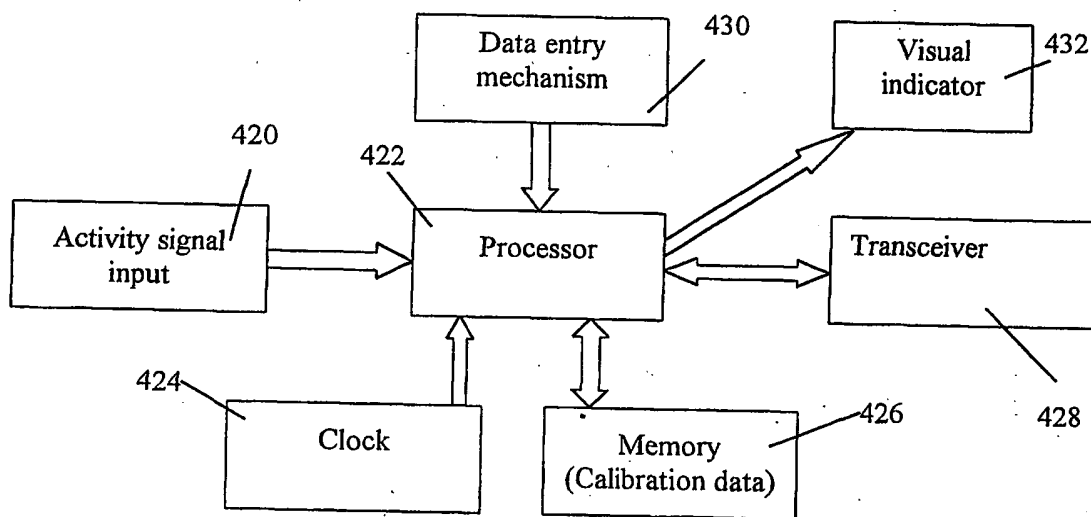 Data entry
mechanism
430
Visual
indicator
432
420
422
Activity signal
input
Processor
Transceiver
424
Clock
Memory
(Calibration data)
426
428